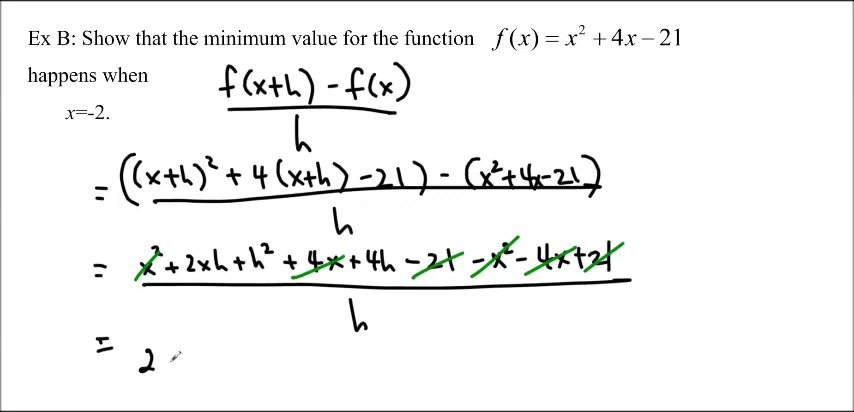 Ex B: Show that the minimum value for the function f(x) = x² + 4x − 21
happens when
x=-2.
f(x+h) - f(x)
h
= ((x+h)² + 4(x+h) - 21) - (x²+4x-21)
h
= x² + 2xh + h² + 4x + 4h - 21 - x² - 4x + 21
h
= 2